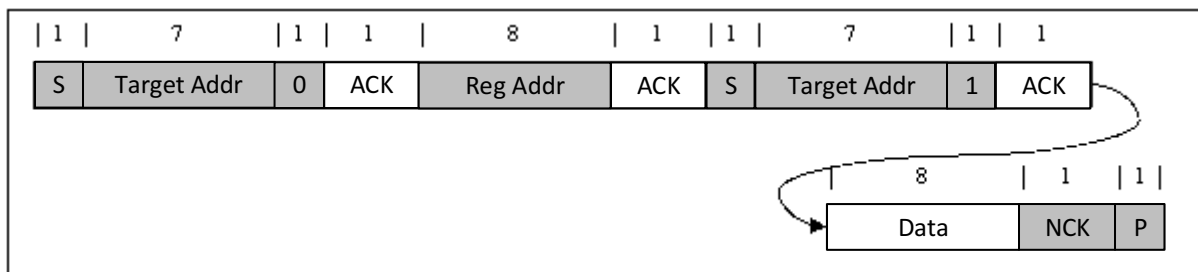 | 1 | 7 | 1 | 1 | 8 | 1 | 1 | 7 | 1 | 1
S Target Addr 0 ACK Reg Addr ACK S Target Addr 1 ACK
| 8 | 1 | 1 |
Data NCK P